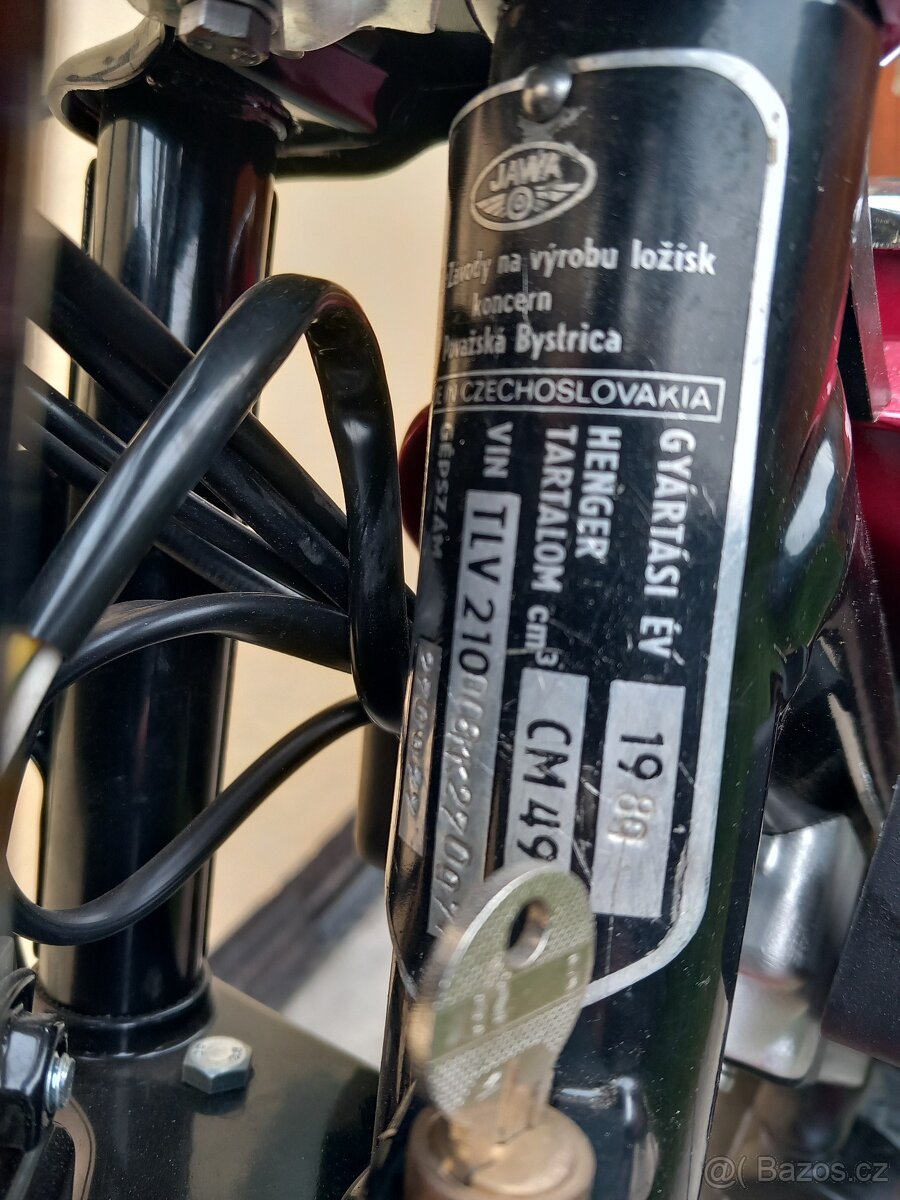 JAWA
Závody na výrobu ložísk
koncern
Považská Bystrica
CZECHOSLOVAKIA
GYÁRTÁSI ÉV 19
HENGER
TARTALOM cm3 CM 49
VIN TLV 210
GÉPSZÁM
@( Bazos.cz